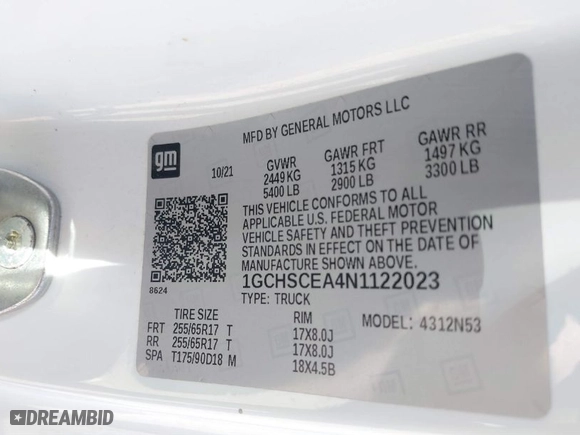 MFD BY GENERAL MOTORS LLC
gm
10/21
GVWR GAWR FRT GAWR RR
2449 KG 1315 KG 1497 KG
5400 LB 2900 LB 3300 LB
THIS VEHICLE CONFORMS TO ALL
APPLICABLE U.S. FEDERAL MOTOR
VEHICLE SAFETY AND THEFT PREVENTION
STANDARDS IN EFFECT ON THE DATE OF
MANUFACTURE SHOWN ABOVE.
8624
1GCHSCEA4N1122023
TYPE: TRUCK
TIRE SIZE RIM MODEL: 4312N53
FRT 255/65R17 T 17X8.0J
RR 255/65R17 T 17X8.0J
SPA T175/90D18 M 18X4.5B
DREAMBID